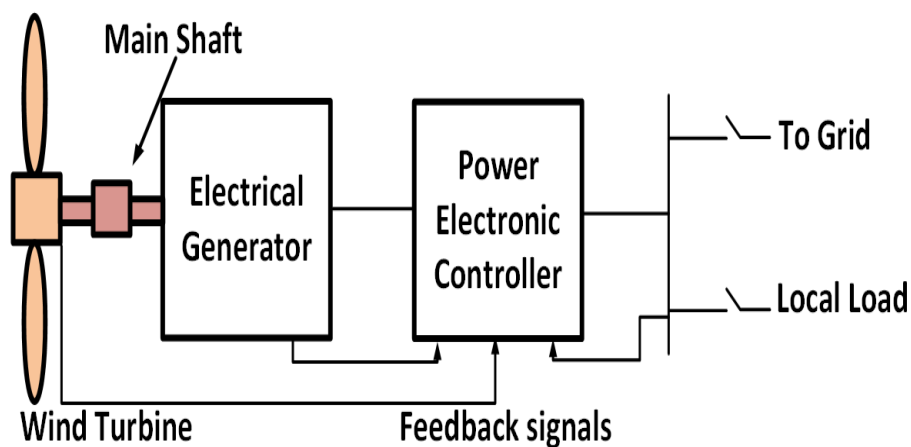 Main Shaft
Electrical
Generator
Power
Electronic
Controller
To Grid
Local Load
Wind Turbine
Feedback signals